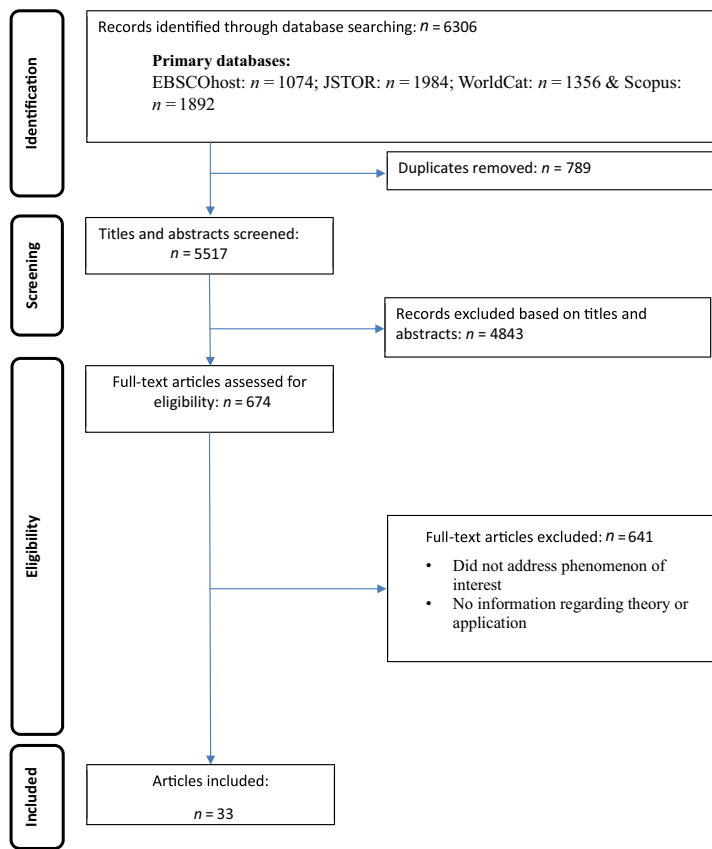 Identification
Records identified through database searching: n = 6306
Primary databases:
EBSCOhost: n = 1074; JSTOR: n = 1984; WorldCat: n = 1356 & Scopus:
n = 1892
Duplicates removed: n = 789
Screening
Titles and abstracts screened:
n = 5517
Records excluded based on titles and
abstracts: n = 4843
Eligibility
Full-text articles assessed for
eligibility: n = 674
Full-text articles excluded: n = 641
• Did not address phenomenon of
interest
• No information regarding theory or
application
Included
Articles included:
n = 33